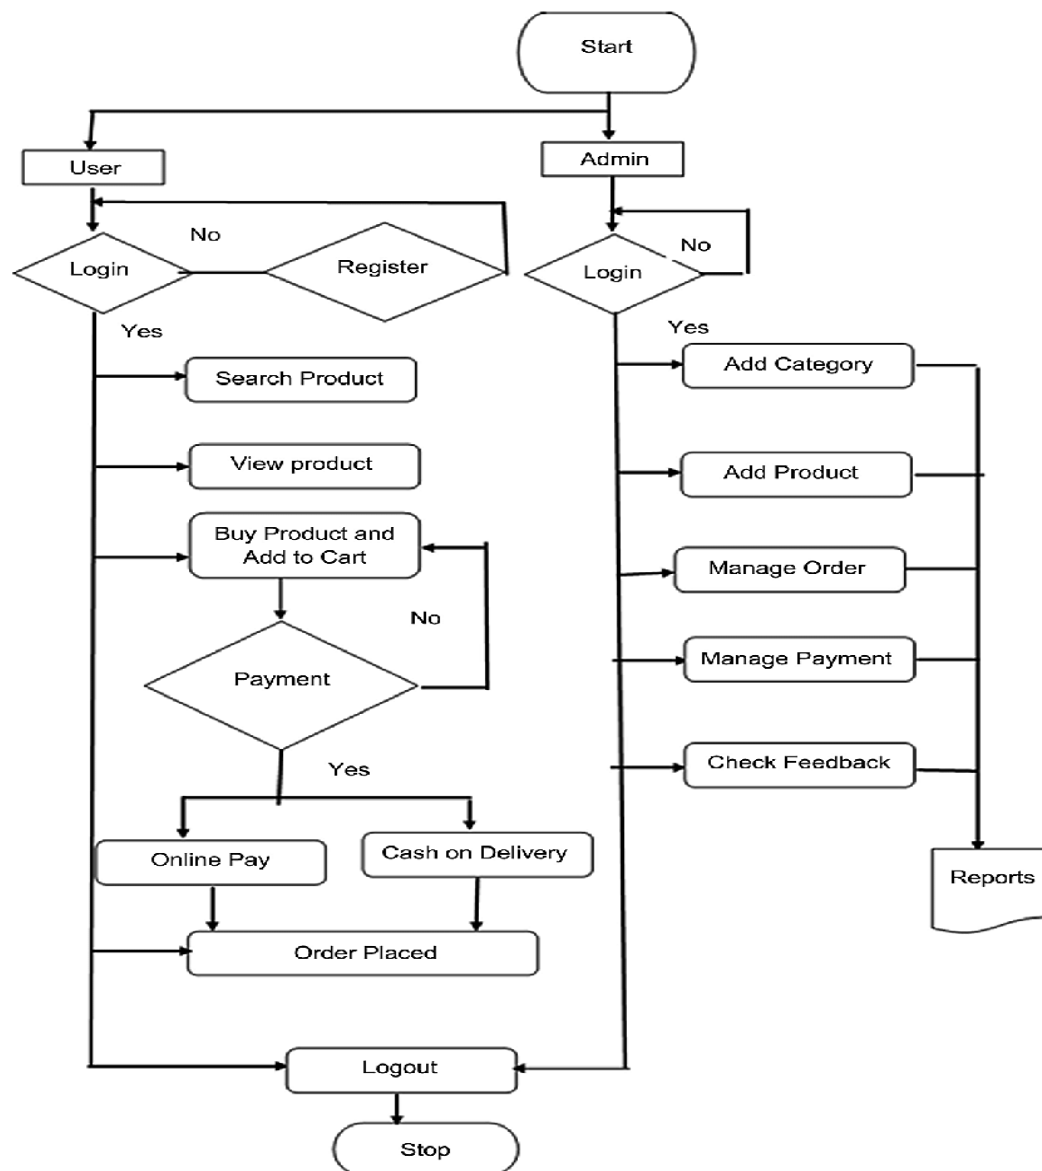 Start
User
Admin
No
Login
Register
No
Login
Yes
Yes
Search Product
Add Category
View product
Add Product
Buy Product and
Add to Cart
Manage Order
No
Payment
Manage Payment
Yes
Check Feedback
Online Pay
Cash on Delivery
Reports
Order Placed
Logout
Stop